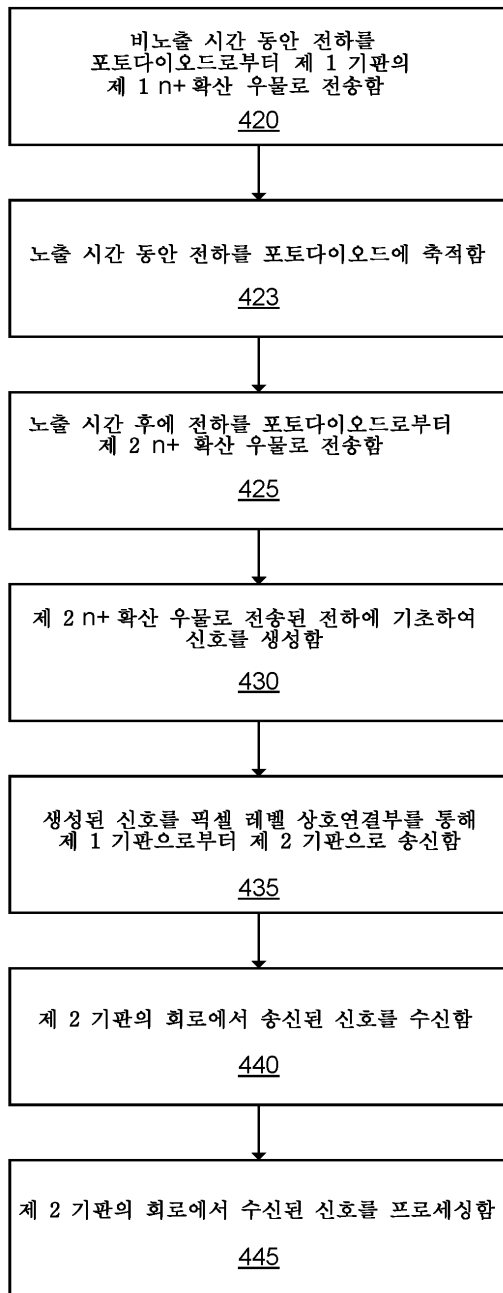 비노출 시간 동안 전하를
포토다이오드로부터 제 1 기판의
제 1 n+ 확산 우물로 전송함
420
노출 시간 동안 전하를 포토다이오드에 축적함
423
노출 시간 후에 전하를 포토다이오드로부터
제 2 n+ 확산 우물로 전송함
425
제 2 n+ 확산 우물로 전송된 전하에 기초하여
신호를 생성함
430
생성된 신호를 픽셀 레벨 상호연결부를 통해
제 1 기판으로부터 제 2 기판으로 송신함
435
제 2 기판의 회로에서 송신된 신호를 수신함
440
제 2 기판의 회로에서 수신된 신호를 프로세싱함
445